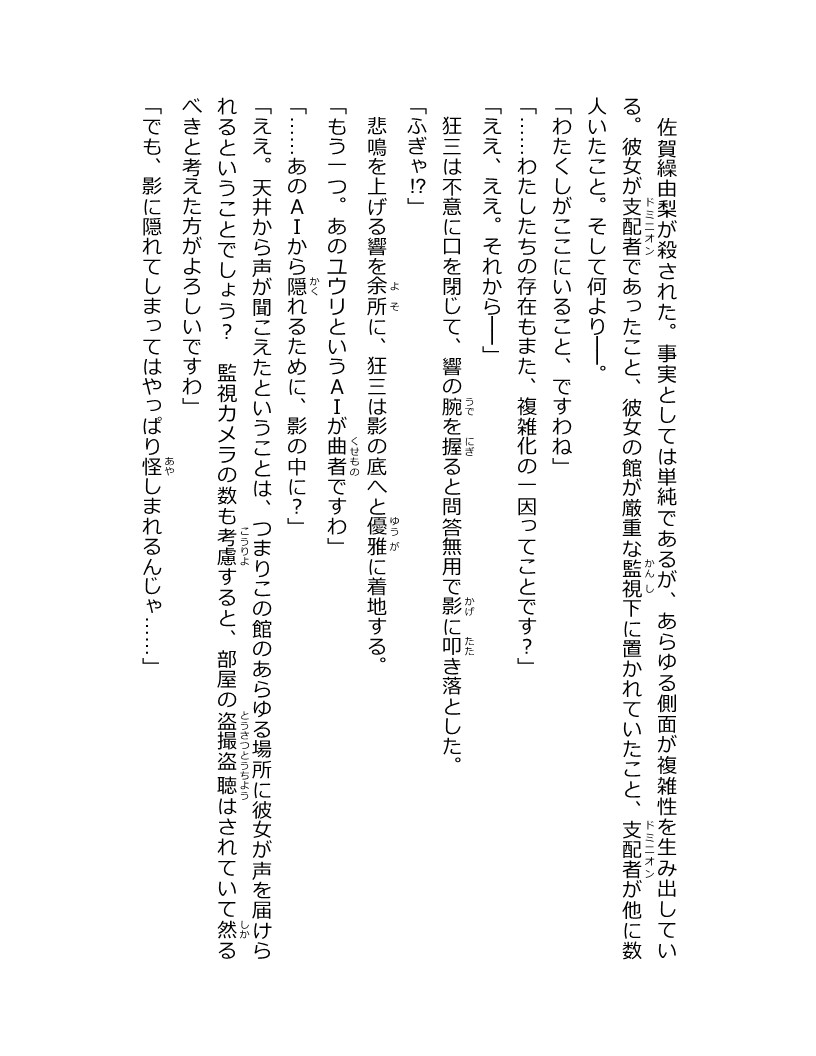 佐賀繰由梨が殺された。事実としては単純であるが、あらゆる側面が複雑性を生み出してい
る。彼女が支配者であったこと、彼女の館が厳重な監視下に置かれていたこと、支配者が他に数
人いたこと。そして何より――。
「わたくしがここにいること、ですわね」
「……わたしたちの存在もまた、複雑化の一因ってことです？」
「ええ、ええ。それから――」
狂三は不意に口を閉じて、響の腕を握ると問答無用で影に叩き落とした。
「ふぎゃ!?」
悲鳴を上げる響を余所に、狂三は影の底へと優雅に着地する。
「もう一つ。あのユウリというＡＩが曲者ですわ」
「……あのＡＩから隠れるために、影の中に？」
「ええ。天井から声が聞こえたということは、つまりこの館のあらゆる場所に彼女が声を届けら
れるということでしょう？　監視カメラの数も考慮すると、部屋の盗撮盗聴はされていて然る
べきと考えた方がよろしいですわ」
「でも、影に隠れてしまってはやっぱり怪しまれるんじゃ……」